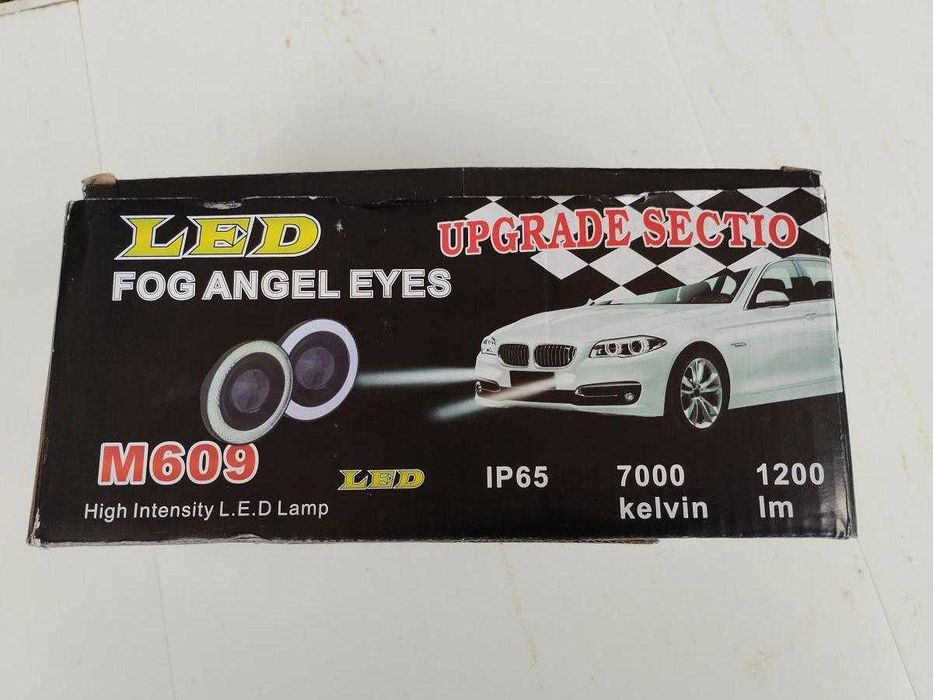 LED
UPGRADE SECTIO
FOG ANGEL EYES
M609
High Intensity L.E.D Lamp
LED
IP65
7000
kelvin
1200
lm